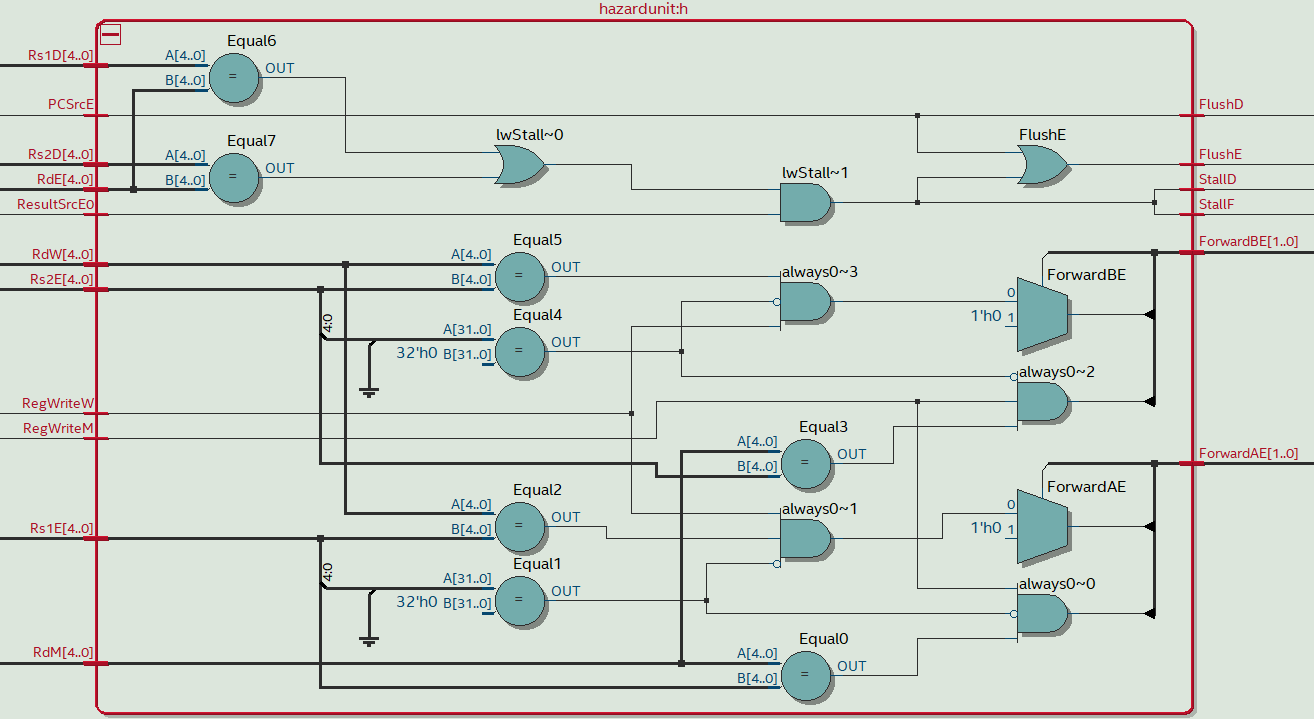 hazardunit:h
Equal6
Rs1D[4..0]
A[4..0]
B[4..0]
=
OUT
PCSrcE
FlushD
Equal7
Rs2D[4..0]
RdE[4..0]
A[4..0]
B[4..0]
=
OUT
lwStall~0
FlushE
FlushE
ResultSrcE0
lwStall~1
StallD
StallF
Equal5
RdW[4..0]
Rs2E[4..0]
A[4..0]
B[4..0]
=
OUT
always0~3
ForwardBE[1..0]
ForwardBE
0
1'h0 1
4:0
Equal4
A[31..0]
32'h0 B[31..0]
=
OUT
always0~2
RegWriteW
RegWriteM
Equal3
A[4..0]
B[4..0]
=
OUT
ForwardAE[1..0]
ForwardAE
0
1'h0 1
Equal2
Rs1E[4..0]
A[4..0]
B[4..0]
=
OUT
always0~1
4:0
Equal1
A[31..0]
32'h0 B[31..0]
=
OUT
always0~0
Equal0
RdM[4..0]
A[4..0]
B[4..0]
=
OUT